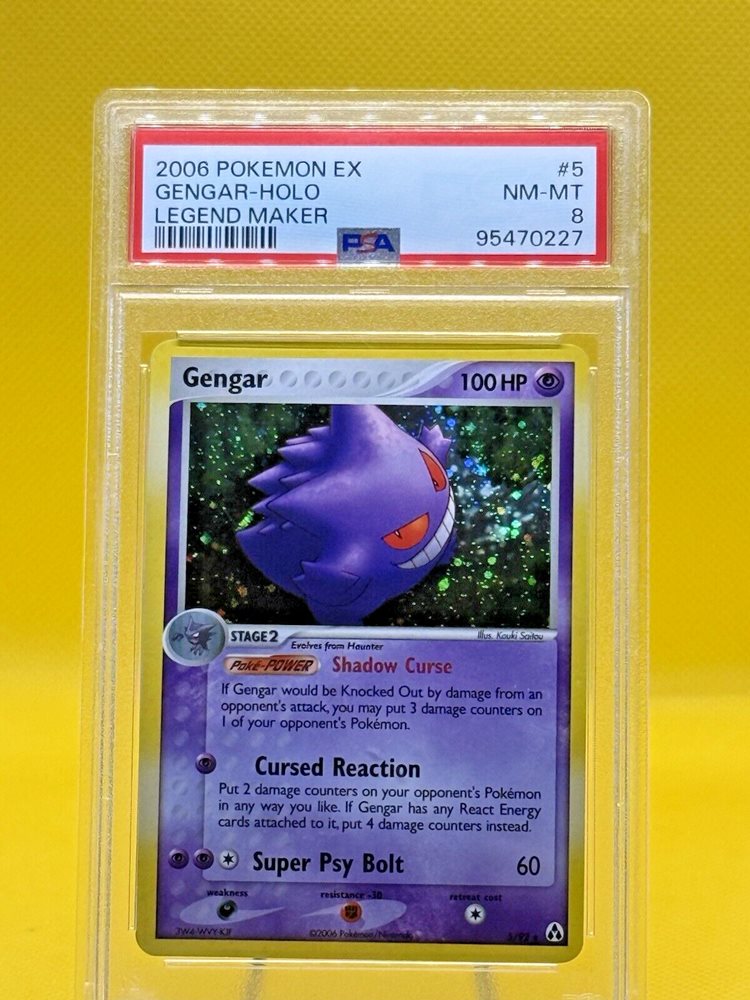 2006 POKEMON EX #5
GENGAR-HOLO NM-MT
LEGEND MAKER 8
PSA 95470227
Gengar 100 HP
STAGE 2 Illus. Kouki Saitou
Evolves from Haunter
Poké-POWER Shadow Curse
If Gengar would be Knocked Out by damage from an
opponent's attack, you may put 3 damage counters on
1 of your opponent's Pokémon.
Cursed Reaction
Put 2 damage counters on your opponent's Pokémon
in any way you like. If Gengar has any React Energy
cards attached to it, put 4 damage counters instead.
Super Psy Bolt 60
weakness resistance -30 retreat cost
©2006 Pokémon/Nintendo 5/92